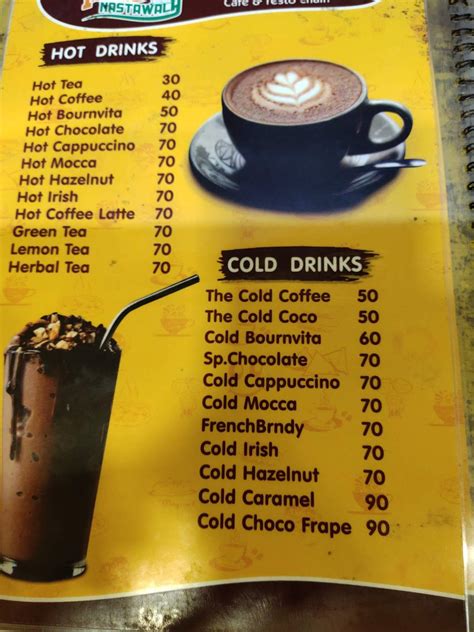 NASTAWALA
Cafe & resto chain
HOT DRINKS
Hot Tea 30
Hot Coffee 40
Hot Bournvita 50
Hot Chocolate 70
Hot Cappuccino 70
Hot Mocca 70
Hot Hazelnut 70
Hot Irish 70
Hot Coffee Latte 70
Green Tea 70
Lemon Tea 70
Herbal Tea 70
COLD DRINKS
The Cold Coffee 50
The Cold Coco 50
Cold Bournvita 60
Sp.Chocolate 70
Cold Cappuccino 70
Cold Mocca 70
FrenchBrndy 70
Cold Irish 70
Cold Hazelnut 70
Cold Caramel 90
Cold Choco Frape 90